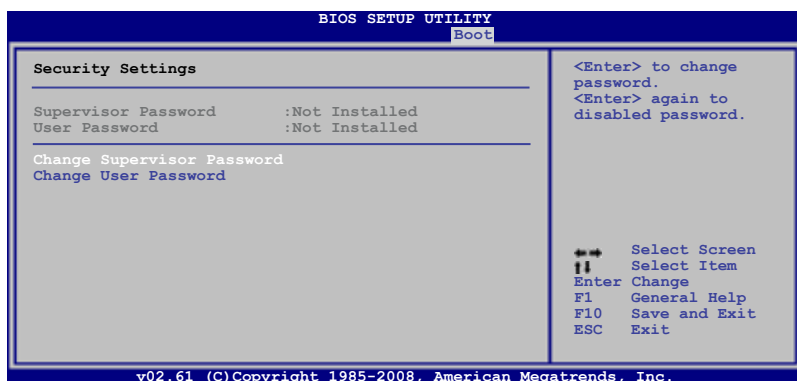 BIOS SETUP UTILITY
Boot
Security Settings
Supervisor Password :Not Installed
User Password :Not Installed
Change Supervisor Password
Change User Password
<Enter> to change
password.
<Enter> again to
disabled password.
←→ Select Screen
↑↓ Select Item
Enter Change
F1 General Help
F10 Save and Exit
ESC Exit
v02.61 (C)Copyright 1985-2008, American Megatrends, Inc.